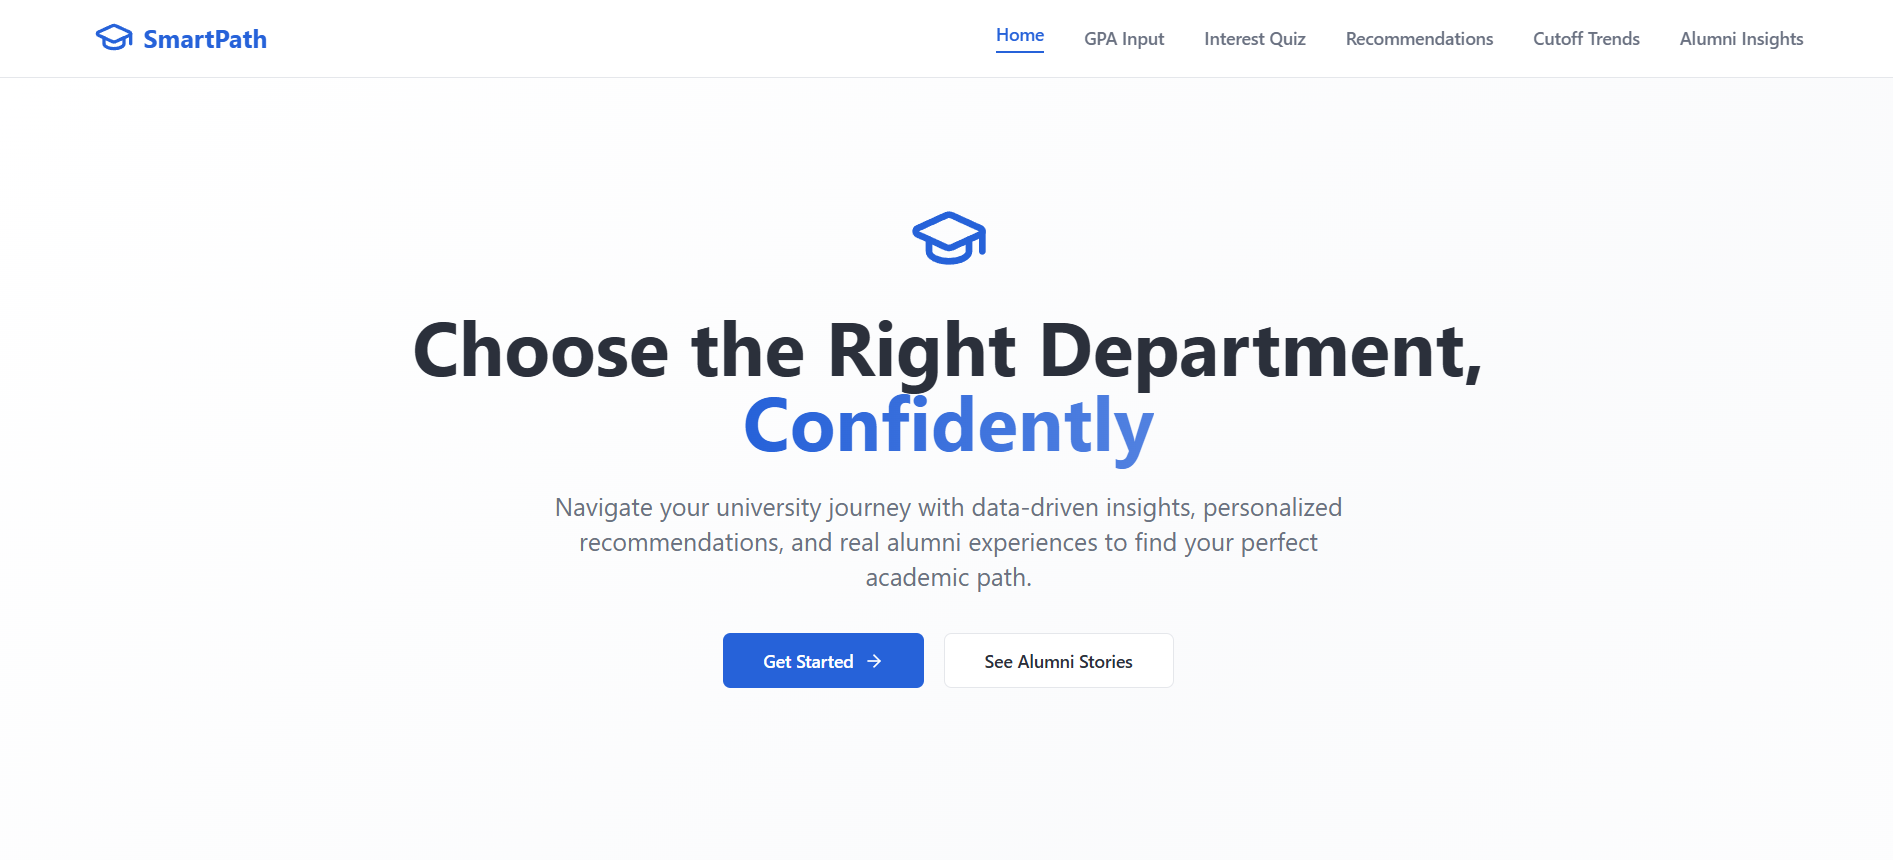 SmartPath
Home
GPA Input
Interest Quiz
Recommendations
Cutoff Trends
Alumni Insights
Choose the Right Department,
Confidently
Navigate your university journey with data-driven insights, personalized
recommendations, and real alumni experiences to find your perfect
academic path.
Get Started →
See Alumni Stories